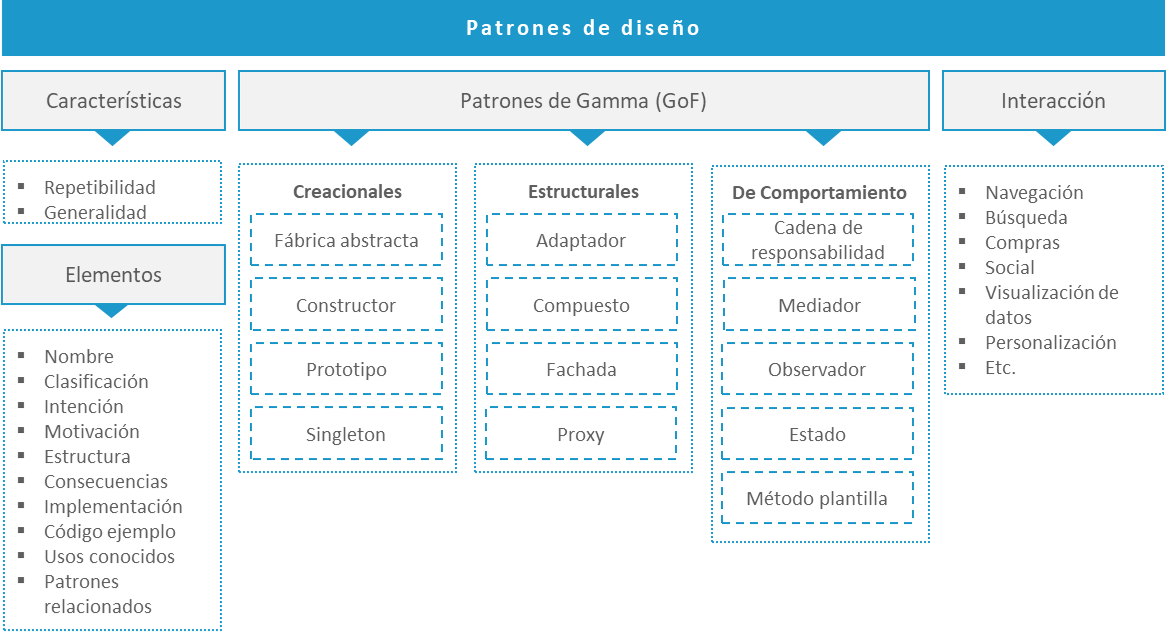 Patrones de diseño
Características
▪ Repetibilidad
▪ Generalidad
Elementos
▪ Nombre
▪ Clasificación
▪ Intención
▪ Motivación
▪ Estructura
▪ Consecuencias
▪ Implementación
▪ Código ejemplo
▪ Usos conocidos
▪ Patrones
relacionados
Patrones de Gamma (GoF)
Creacionales
Fábrica abstracta
Constructor
Prototipo
Singleton
Estructurales
Adaptador
Compuesto
Fachada
Proxy
De Comportamiento
Cadena de
responsabilidad
Mediador
Observador
Estado
Método plantilla
Interacción
▪ Navegación
▪ Búsqueda
▪ Compras
▪ Social
▪ Visualización de
datos
▪ Personalización
▪ Etc.